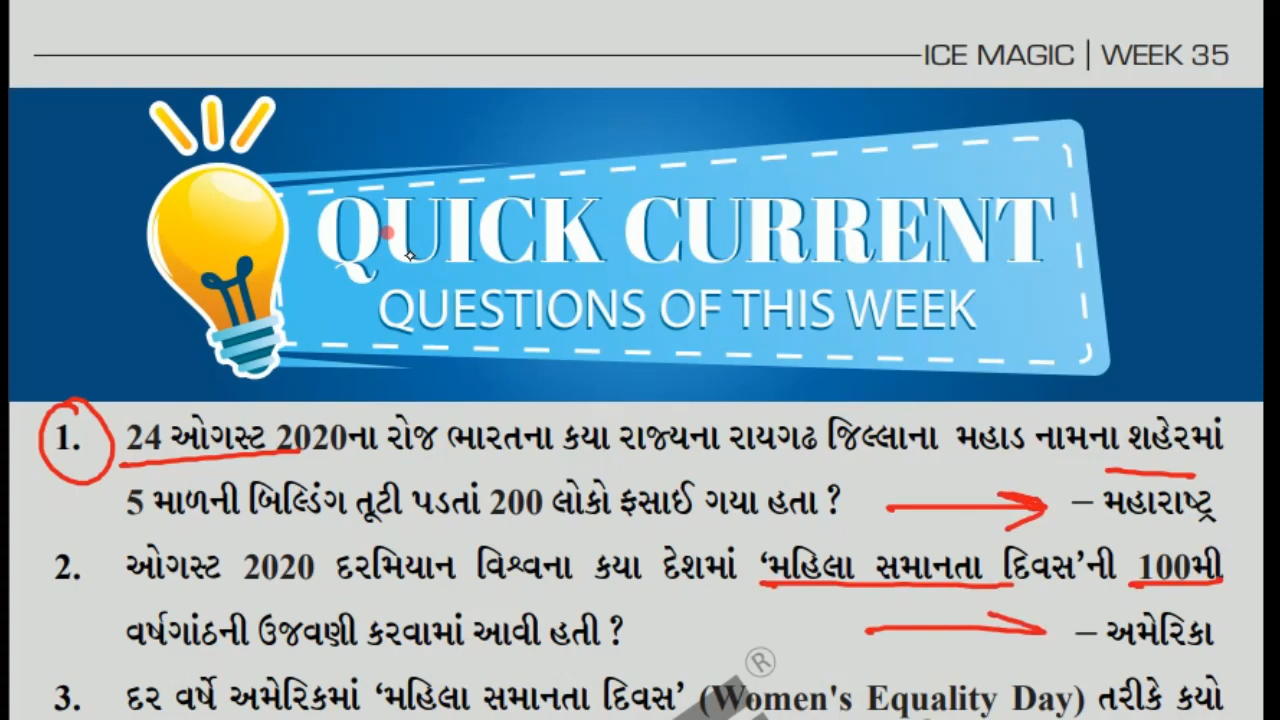 ICE MAGIC | WEEK 35
QUICK CURRENT
QUESTIONS OF THIS WEEK
1. 24 ઓગસ્ટ 2020ના રોજ ભારતના કયા રાજ્યના રાયગઢ જિલ્લાના મહાડ નામના શહેરમાં
5 માળની બિલ્ડિંગ તૂટી પડતાં 200 લોકો ફસાઈ ગયા હતા ? – મહારાષ્ટ્ર
2. ઓગસ્ટ 2020 દરમિયાન વિશ્વના કયા દેશમાં ‘મહિલા સમાનતા દિવસ’ની 100મી
વર્ષગાંઠની ઉજવણી કરવામાં આવી હતી ? – અમેરિકા
®
3. દર વર્ષે અમેરિકમાં ‘મહિલા સમાનતા દિવસ’ (Women's Equality Day) તરીકે કયો